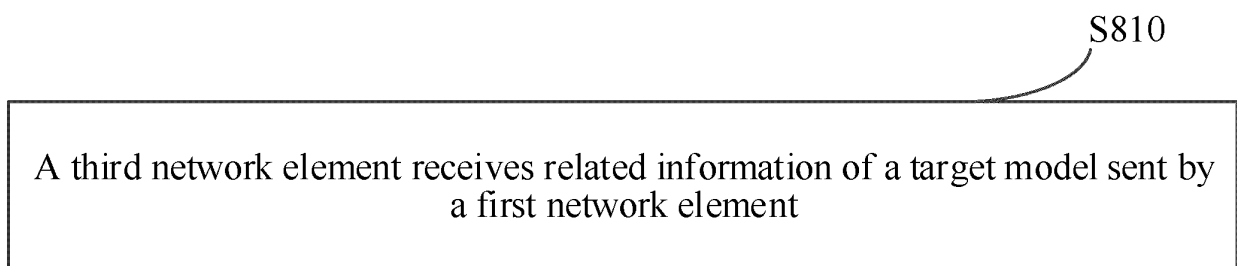 S810
A third network element receives related information of a target model sent by
a first network element